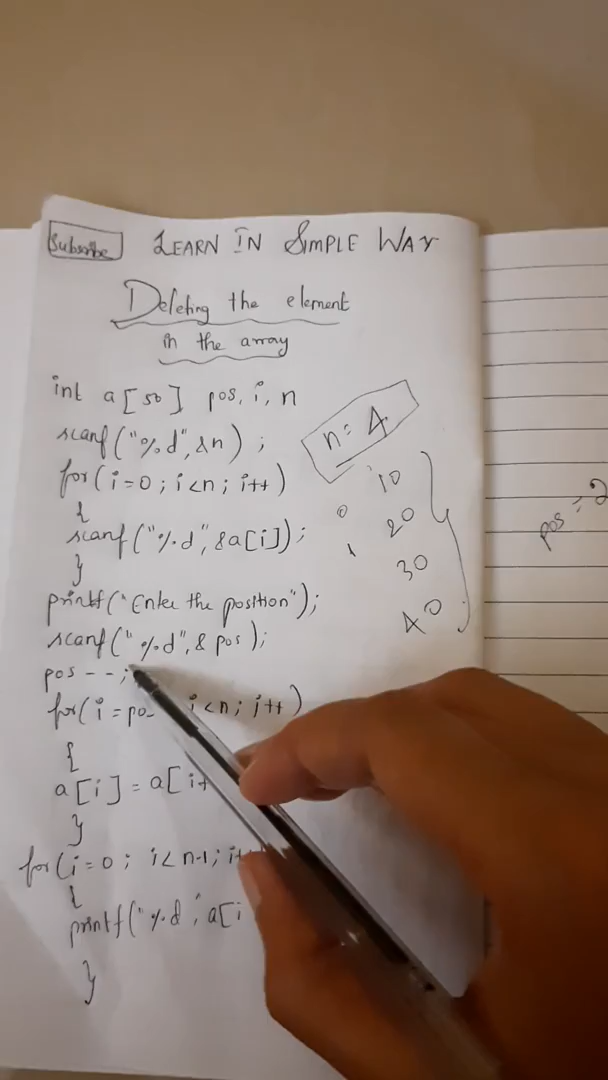 Subscribe LEARN IN SIMPLE WAY
Deleting the element
in the array
int a[50] pos, i, n
scanf("%d", &n) ;
n = 4
for(i=0 ; i<n ; i++)
{
scanf("%d", &a[i]);
}
0 10
1 20
30
40
pos = 2
printf("Enter the position");
scanf("%d", & pos);
pos - - ;
for( i = po i <n ; i++)
{
a[i] = a[i+
}
for(i=0 ; i< n-1 ; i+
{
printf("%d", a[i
}